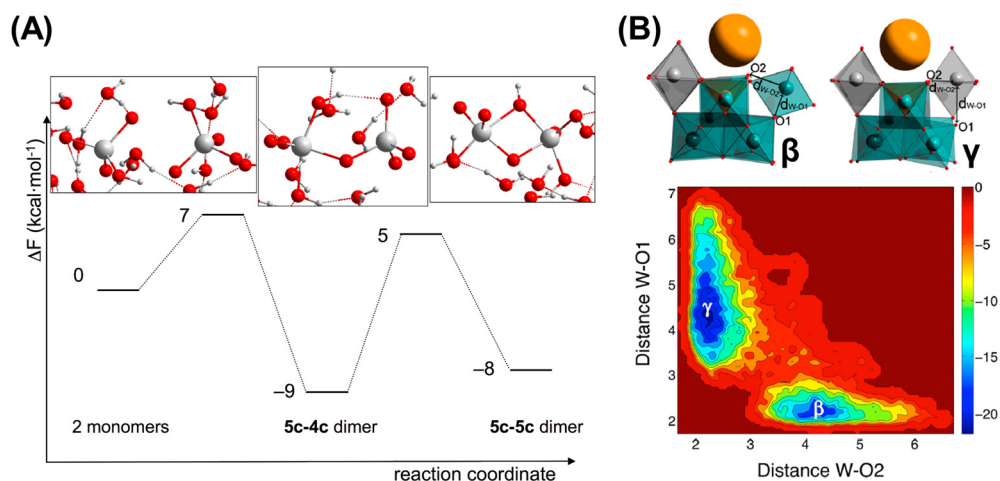 (A)
ΔF (kcal·mol⁻¹)
0
7
−9
5
−8
2 monomers
5c-4c dimer
5c-5c dimer
reaction coordinate
(B)
O2
dW-O2
dW-O1
O1
β
O2
dW-O2
dW-O1
O1
γ
Distance W-O1
7
6
5
4
3
2
γ
β
2 3 4 5 6
Distance W-O2
0
−5
−10
−15
−20